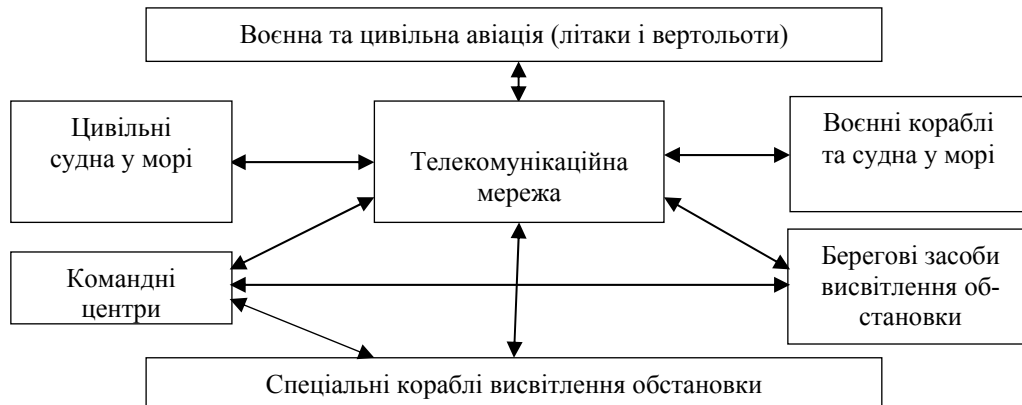 Воєнна та цивільна авіація (літаки і вертольоти)
Цивільні
судна у морі
Телекомунікаційна
мережа
Воєнні кораблі
та судна у морі
Командні
центри
Берегові засоби
висвітлення об-
становки
Спеціальні кораблі висвітлення обстановки